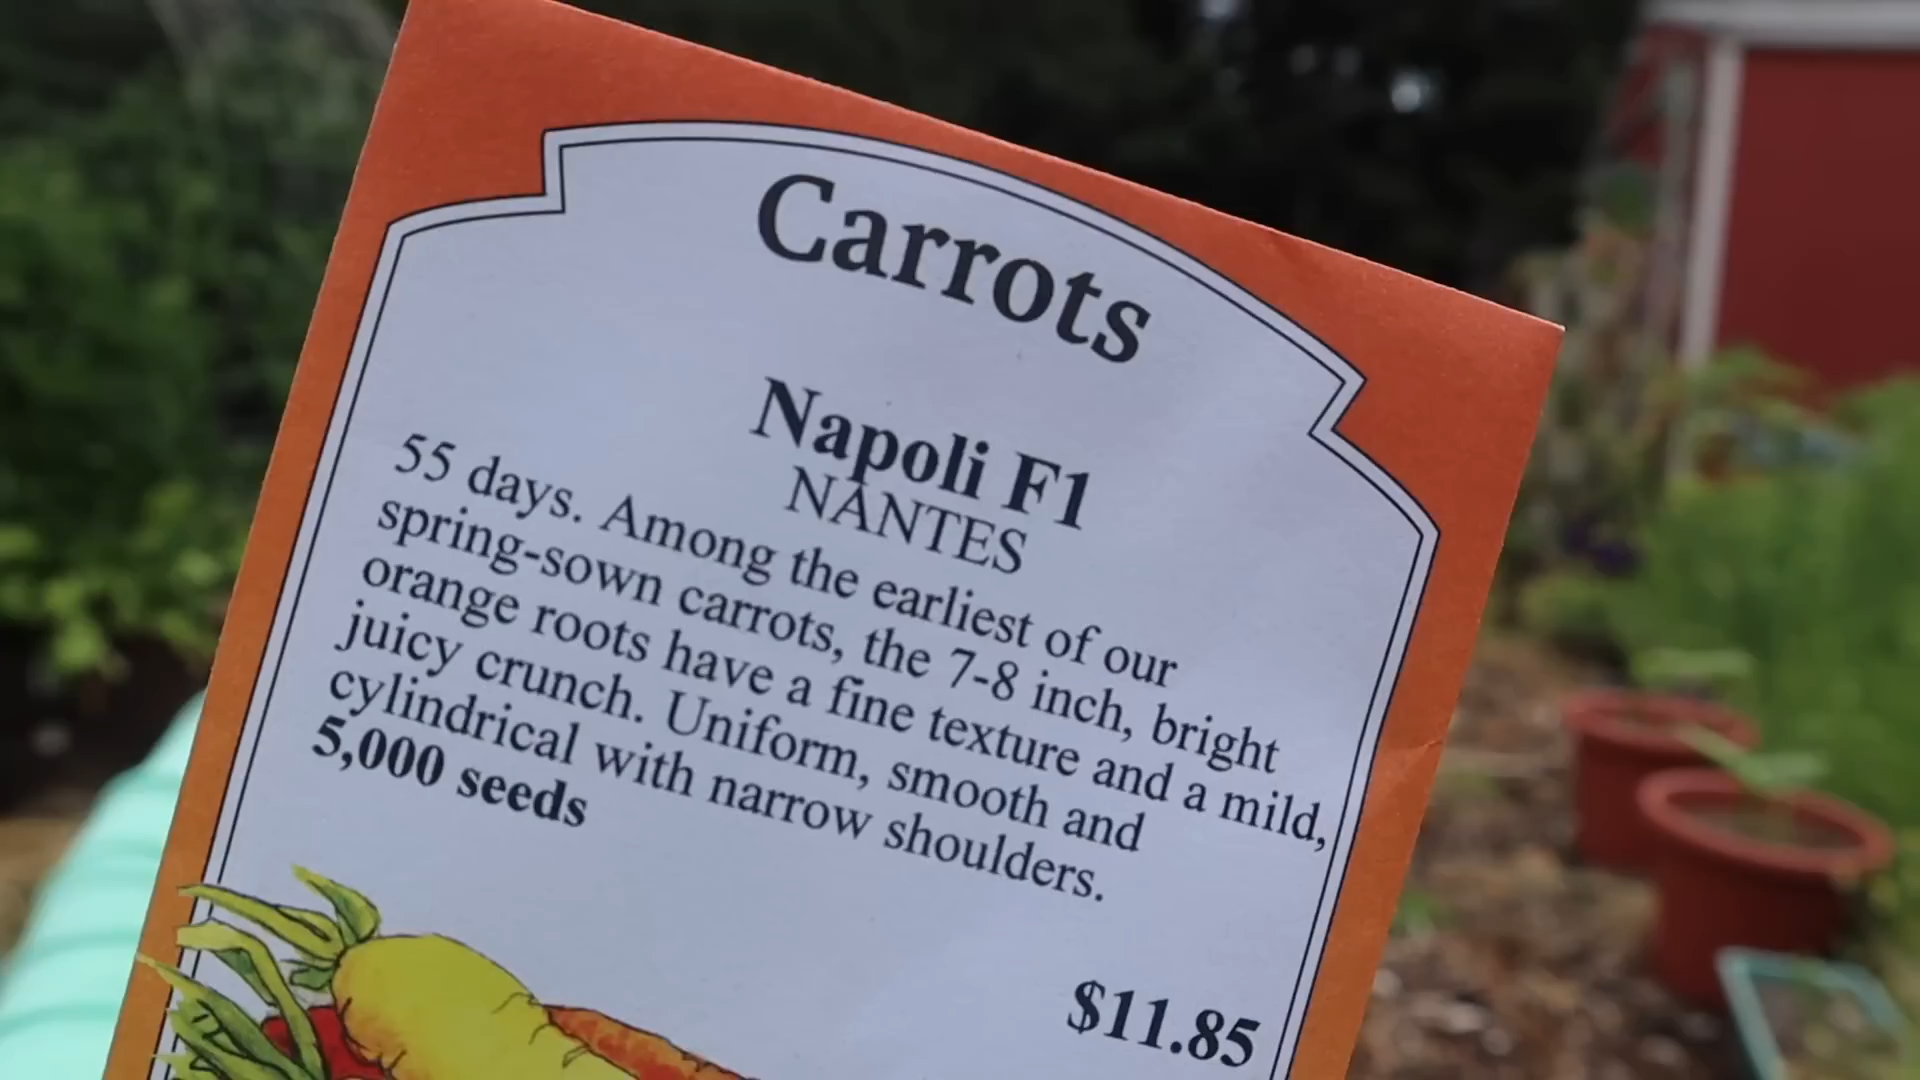 Carrots
Napoli F1
NANTES
55 days. Among the earliest of our
spring-sown carrots, the 7-8 inch, bright
orange roots have a fine texture and a mild,
juicy crunch. Uniform, smooth and
cylindrical with narrow shoulders.
5,000 seeds
$11.85